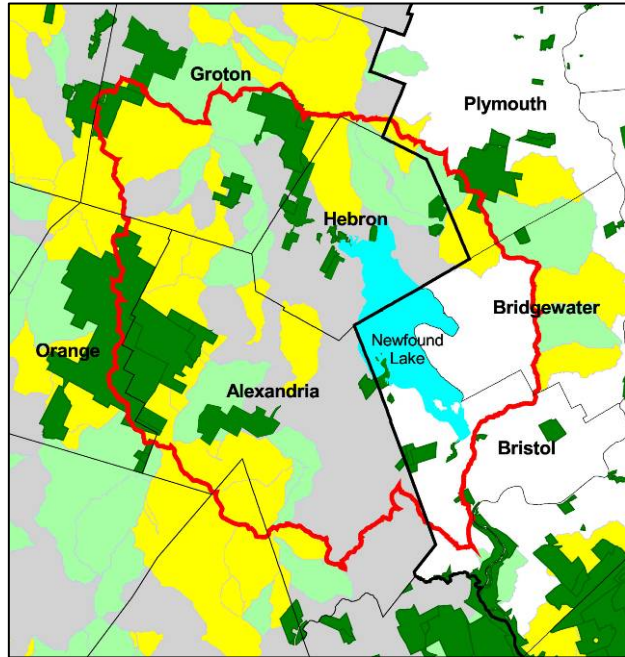 Groton
Plymouth
Hebron
Bridgewater
Newfound
Lake
Orange
Alexandria
Bristol